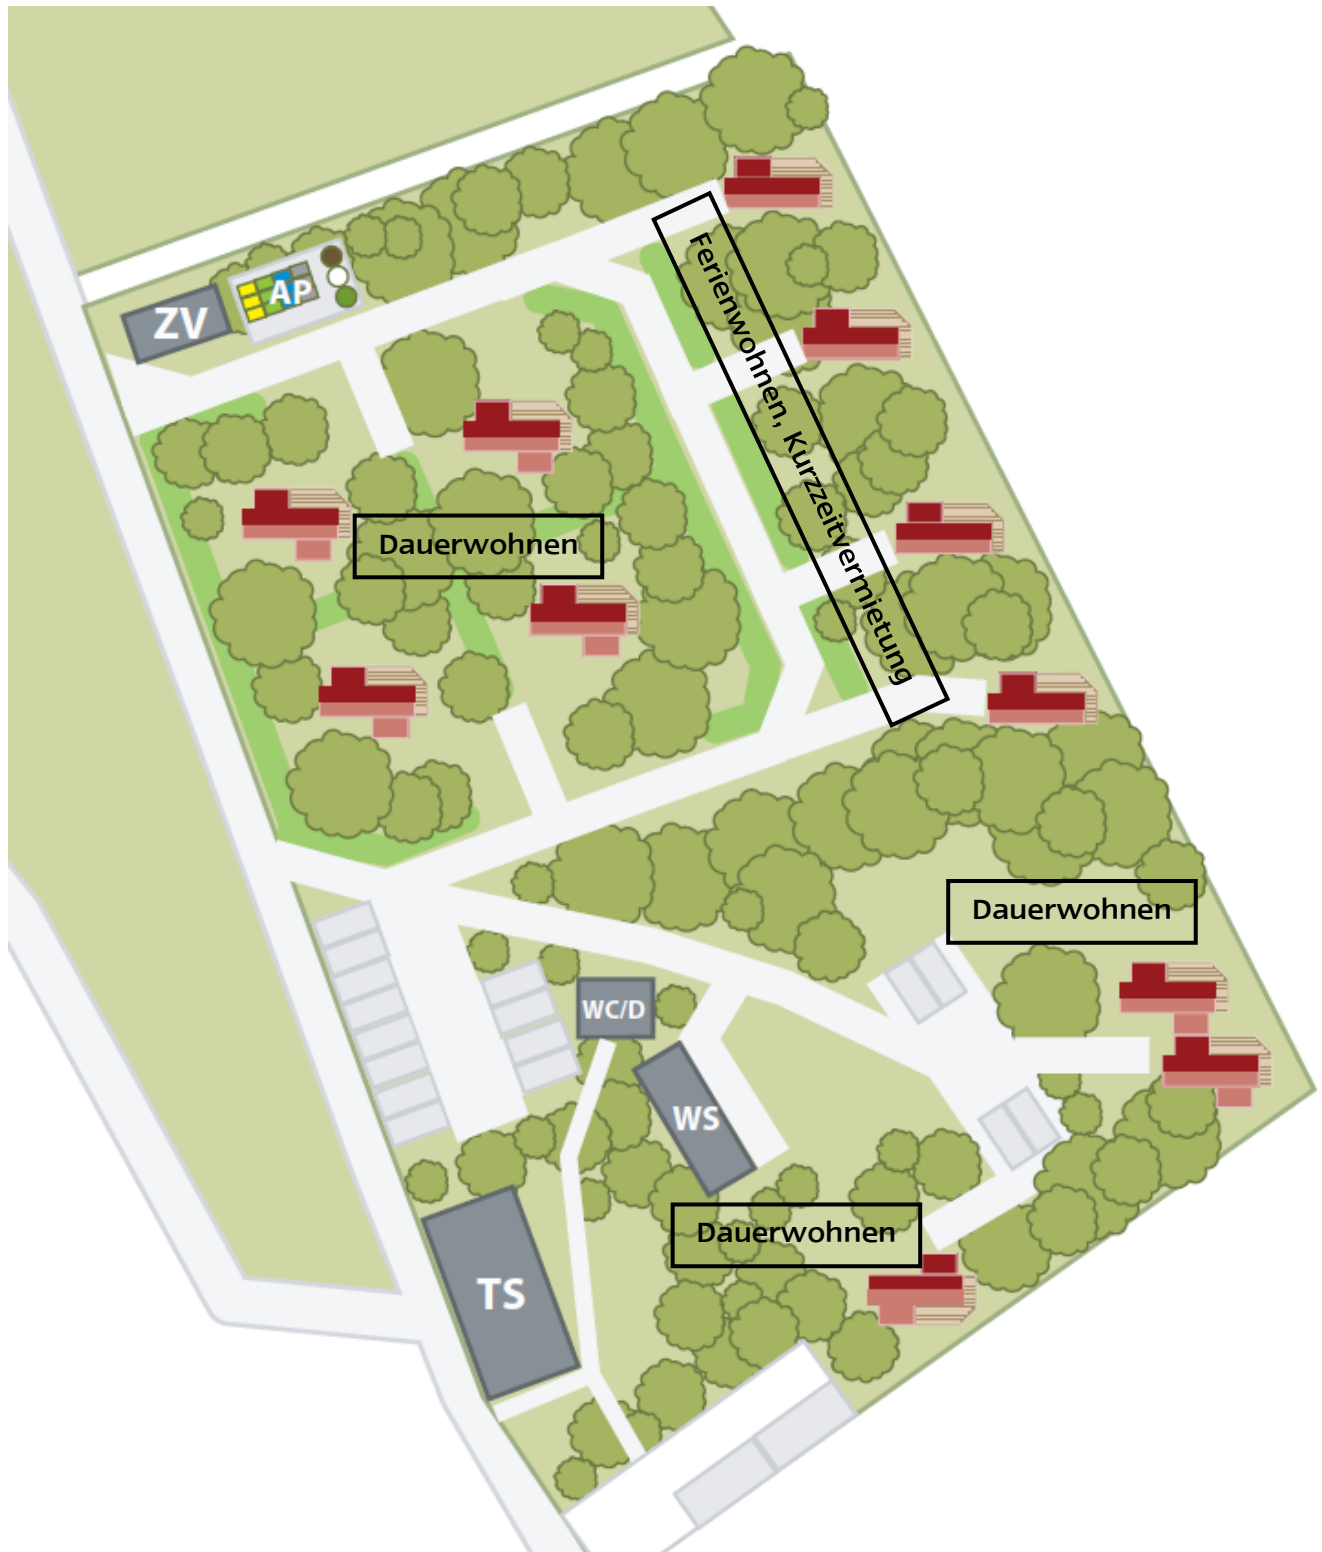 ZV
AP
Ferienwohnen, Kurzzeitvermietung
Dauerwohnen
Dauerwohnen
WC/D
WS
Dauerwohnen
TS